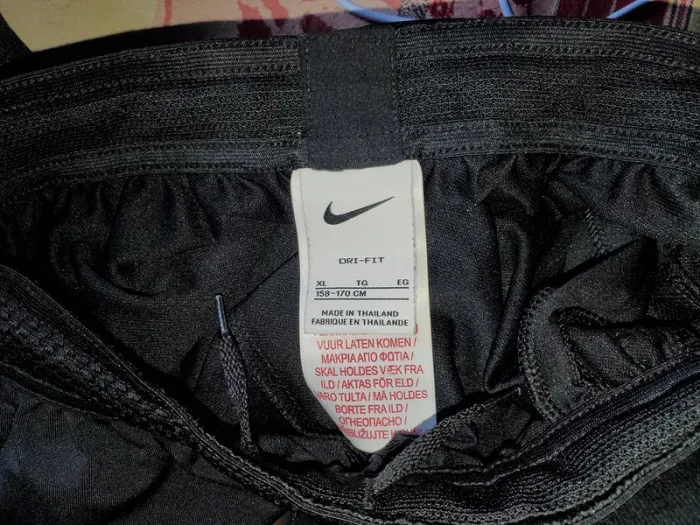 DRI-FIT
XL TG EG
158-170 CM
MADE IN THAILAND
FABRIQUE EN THAILANDE
VUUR LATEN KOMEN /
ΜΑΚΡΙΑ ΑΠΟ ΦΩΤΙΑ /
SKAL HOLDES VÆK FRA
ILD / AKTAS FÖR ELD /
VARO TULTA / MÅ HOLDES
BORTE FRA ILD /
ОГНЕОПАСНО /